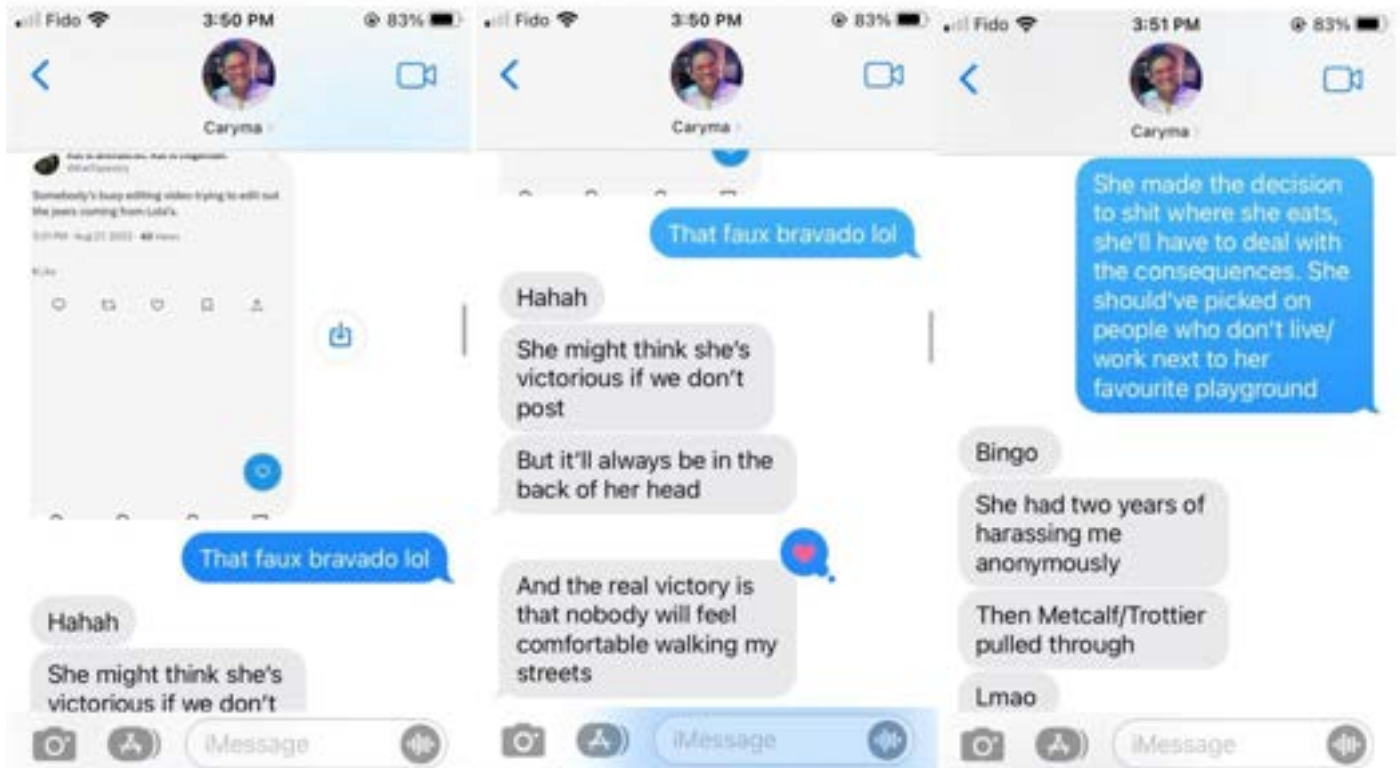 Fido
3:50 PM
83%
Caryma
Somebody's busy editing video trying to edit out
the jeers coming from Lola's.
That faux bravado lol
Hahah
She might think she's
victorious if we don't
iMessage
Fido
3:50 PM
83%
Caryma
That faux bravado lol
Hahah
She might think she's
victorious if we don't
post
But it'll always be in the
back of her head
And the real victory is
that nobody will feel
comfortable walking my
streets
iMessage
Fido
3:51 PM
83%
Caryma
She made the decision
to shit where she eats,
she'll have to deal with
the consequences. She
should've picked on
people who don't live/
work next to her
favourite playground
Bingo
She had two years of
harassing me
anonymously
Then Metcalf/Trottier
pulled through
Lmao
iMessage